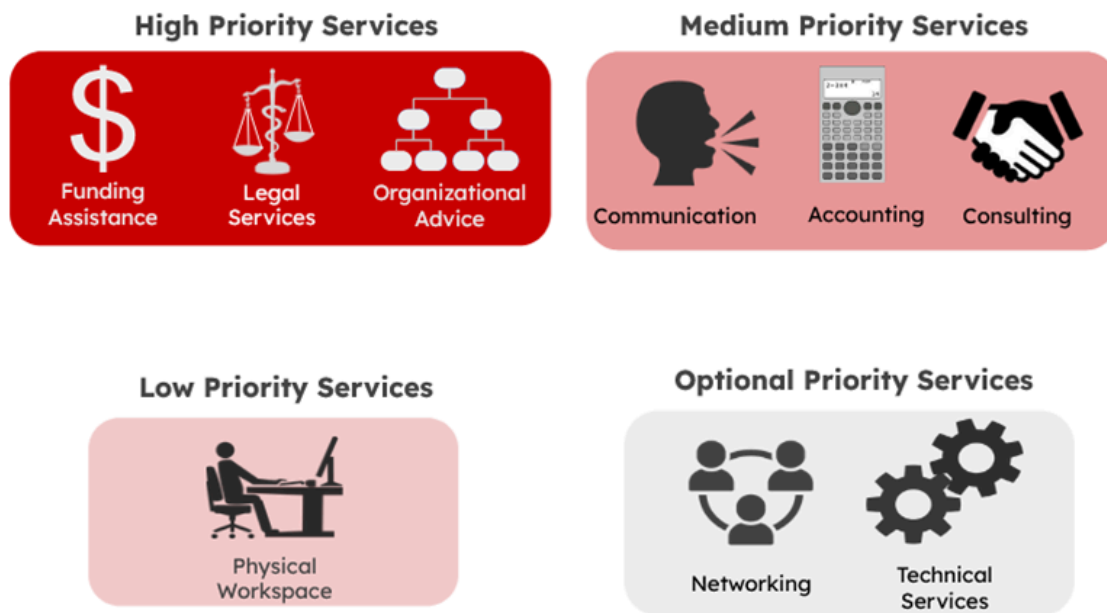 High Priority Services
Funding
Assistance
Legal
Services
Organizational
Advice
Medium Priority Services
Communication
Accounting
Consulting
Low Priority Services
Physical
Workspace
Optional Priority Services
Networking
Technical
Services